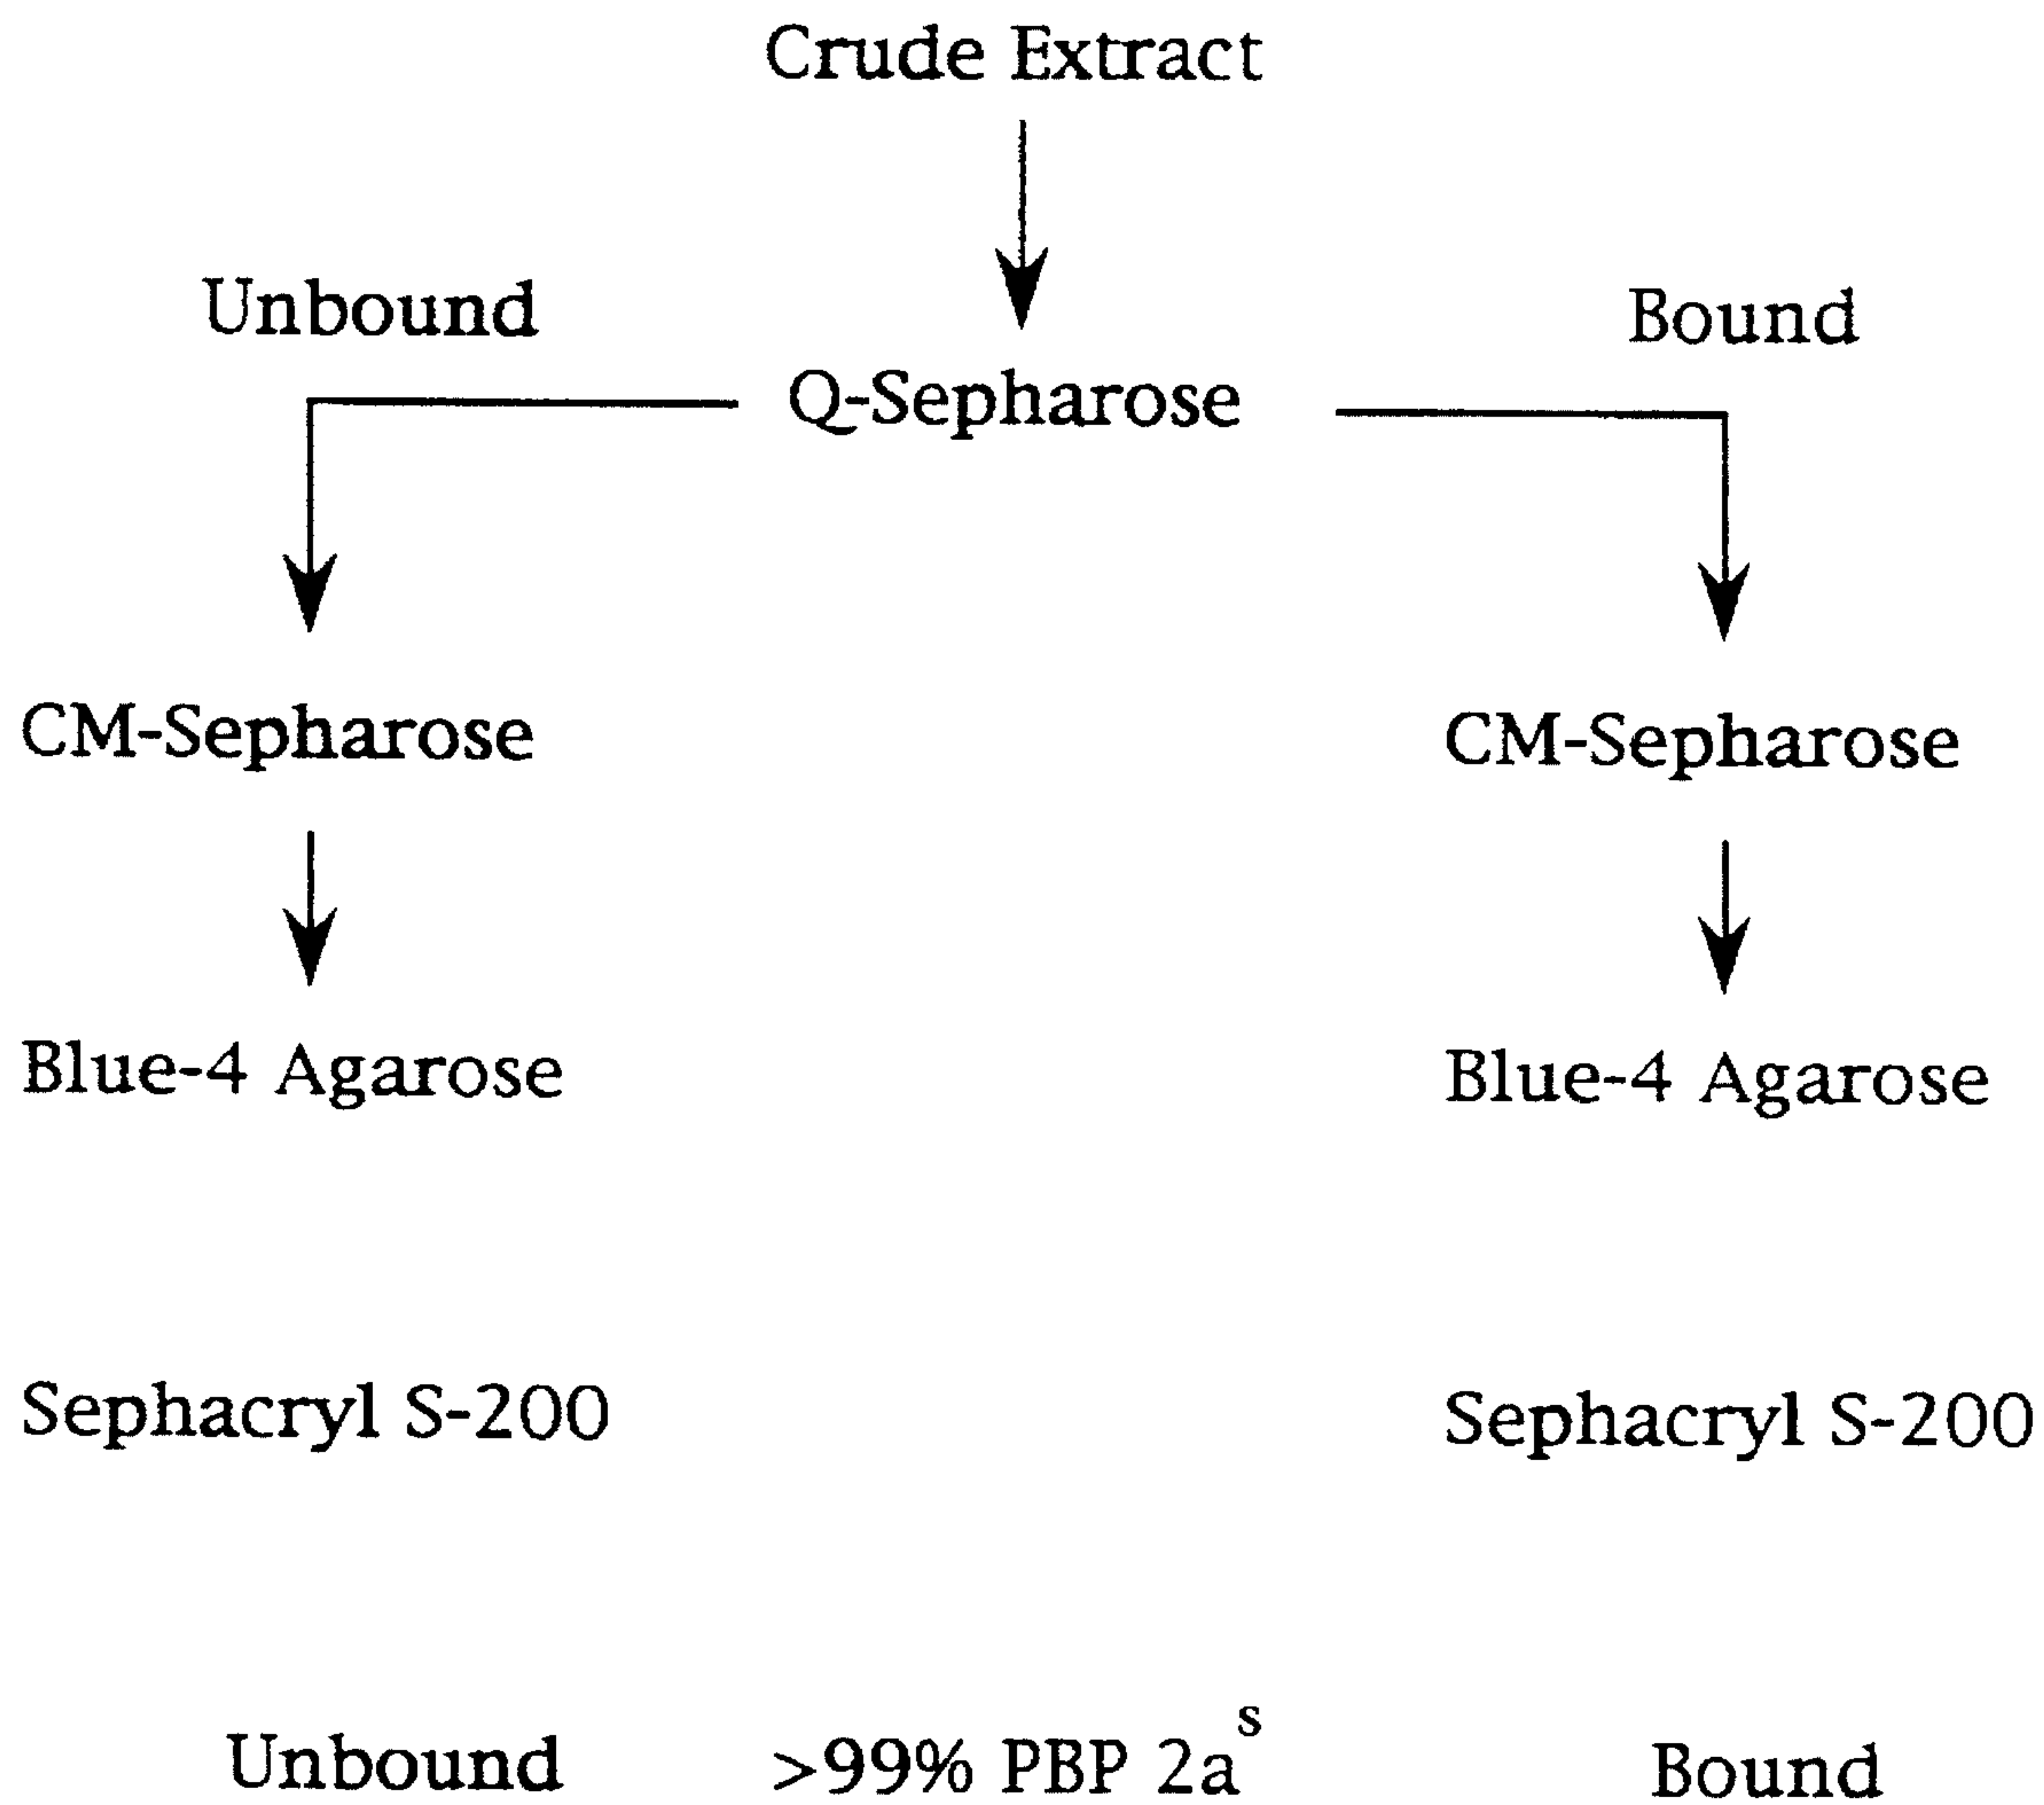 Crude Extract
Unbound
Bound
Q-Sepharose
CM-Sepharose
CM-Sepharose
Blue-4 Agarose
Blue-4 Agarose
Sephacryl S-200
Sephacryl S-200
Unbound
>99% PBP 2a^s
Bound